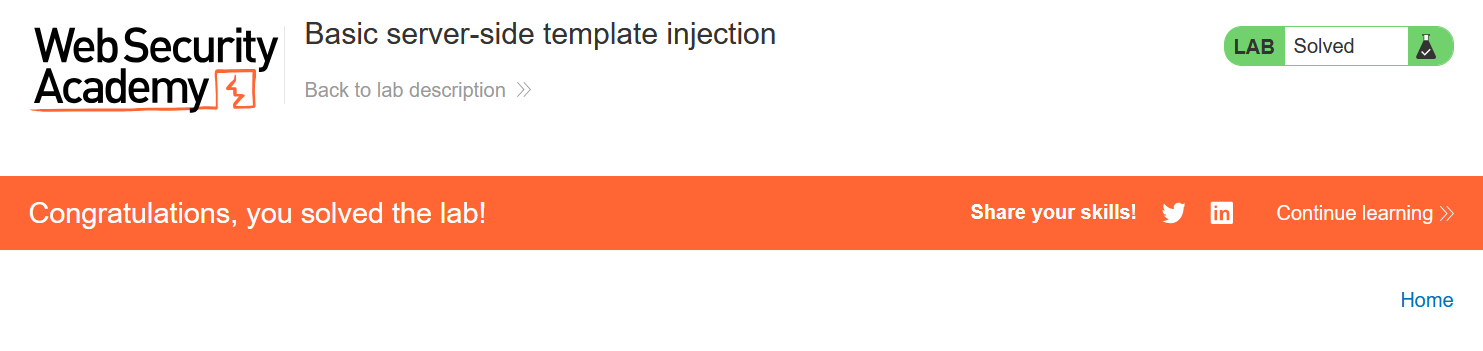 Web Security
Academy
Basic server-side template injection
Back to lab description
LAB Solved
Congratulations, you solved the lab!
Share your skills!
in
Continue learning
Home